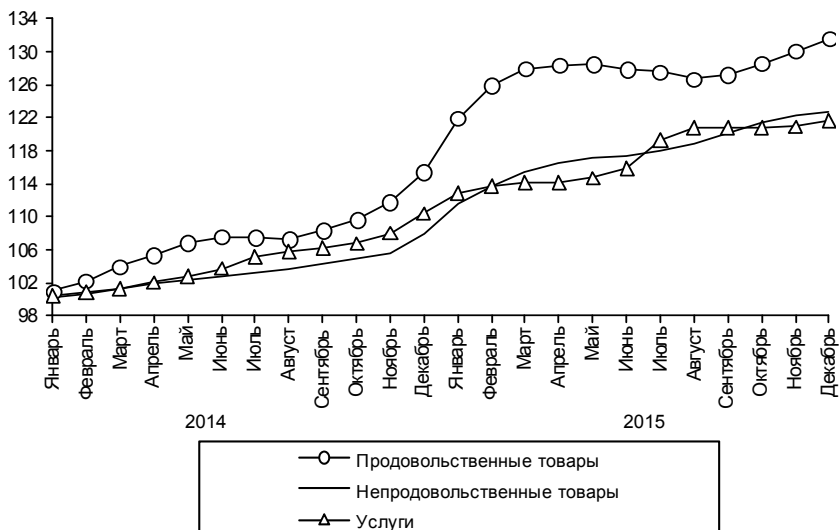 134
130
126
122
118
114
110
106
102
98
Январь
Февраль
Март
Апрель
Май
Июнь
Июль
Август
Сентябрь
Октябрь
Ноябрь
Декабрь
Январь
Февраль
Март
Апрель
Май
Июнь
Июль
Август
Сентябрь
Октябрь
Ноябрь
Декабрь
2014
2015
Продовольственные товары
Непродовольственные товары
Услуги